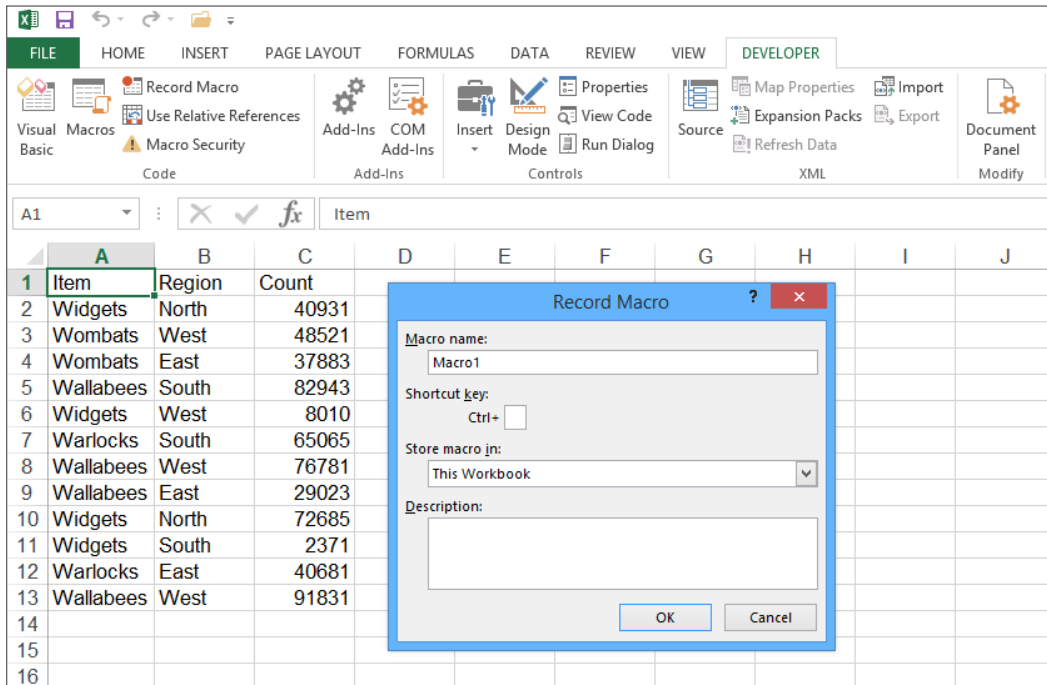 FILE HOME INSERT PAGE LAYOUT FORMULAS DATA REVIEW VIEW DEVELOPER
Visual Basic
Macros
Record Macro
Use Relative References
Macro Security
Code
Add-Ins
COM Add-Ins
Add-Ins
Insert
Design Mode
Properties
View Code
Run Dialog
Controls
Source
Map Properties
Expansion Packs
Refresh Data
Import
Export
XML
Document Panel
Modify
A1 fx Item
A B C D E F G H I J
1 Item Region Count
2 Widgets North 40931
3 Wombats West 48521
4 Wombats East 37883
5 Wallabees South 82943
6 Widgets West 8010
7 Warlocks South 65065
8 Wallabees West 76781
9 Wallabees East 29023
10 Widgets North 72685
11 Widgets South 2371
12 Warlocks East 40681
13 Wallabees West 91831
14
15
16
Record Macro ?
Macro name:
Macro1
Shortcut key:
Ctrl+
Store macro in:
This Workbook
Description:
OK Cancel